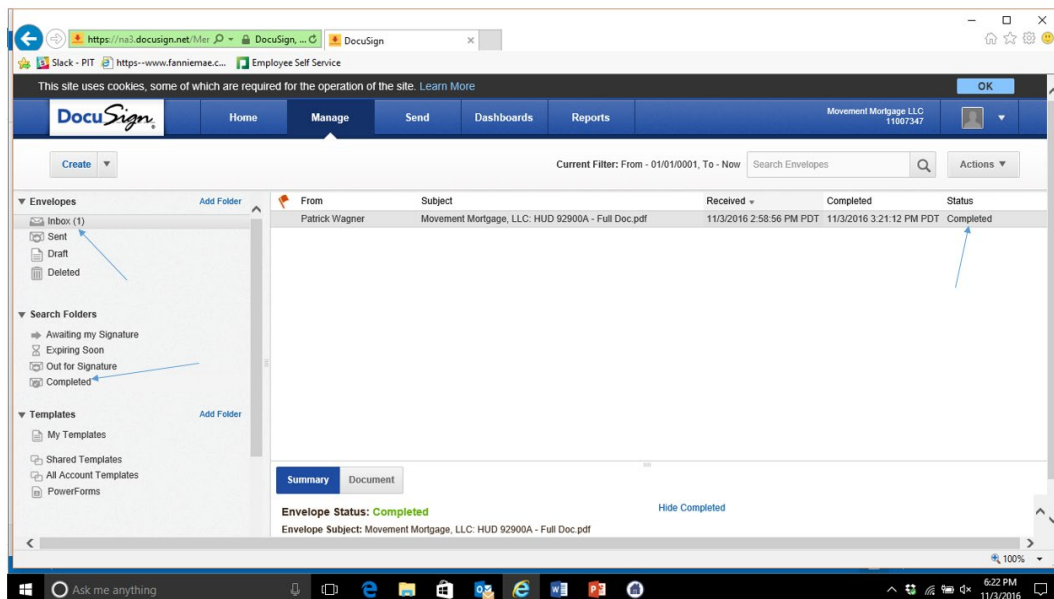 https://na3.docusign.net/Mer
DocuSign, ...
DocuSign
Slack - PIT
https--www.fanniemae.c...
Employee Self Service
This site uses cookies, some of which are required for the operation of the site. Learn More
OK
DocuSign
Home
Manage
Send
Dashboards
Reports
Movement Mortgage LLC
11007347
Create
Current Filter: From - 01/01/0001, To - Now
Search Envelopes
Actions
Envelopes
Add Folder
From
Subject
Received
Completed
Status
Inbox (1)
Patrick Wagner
Movement Mortgage, LLC: HUD 92900A - Full Doc.pdf
11/3/2016 2:58:56 PM PDT
11/3/2016 3:21:12 PM PDT
Completed
Sent
Draft
Deleted
Search Folders
Awaiting my Signature
Expiring Soon
Out for Signature
Completed
Templates
Add Folder
My Templates
Shared Templates
All Account Templates
PowerForms
Summary
Document
Envelope Status: Completed
Hide Completed
Envelope Subject: Movement Mortgage, LLC: HUD 92900A - Full Doc.pdf
100%
Ask me anything
6:22 PM
11/3/2016